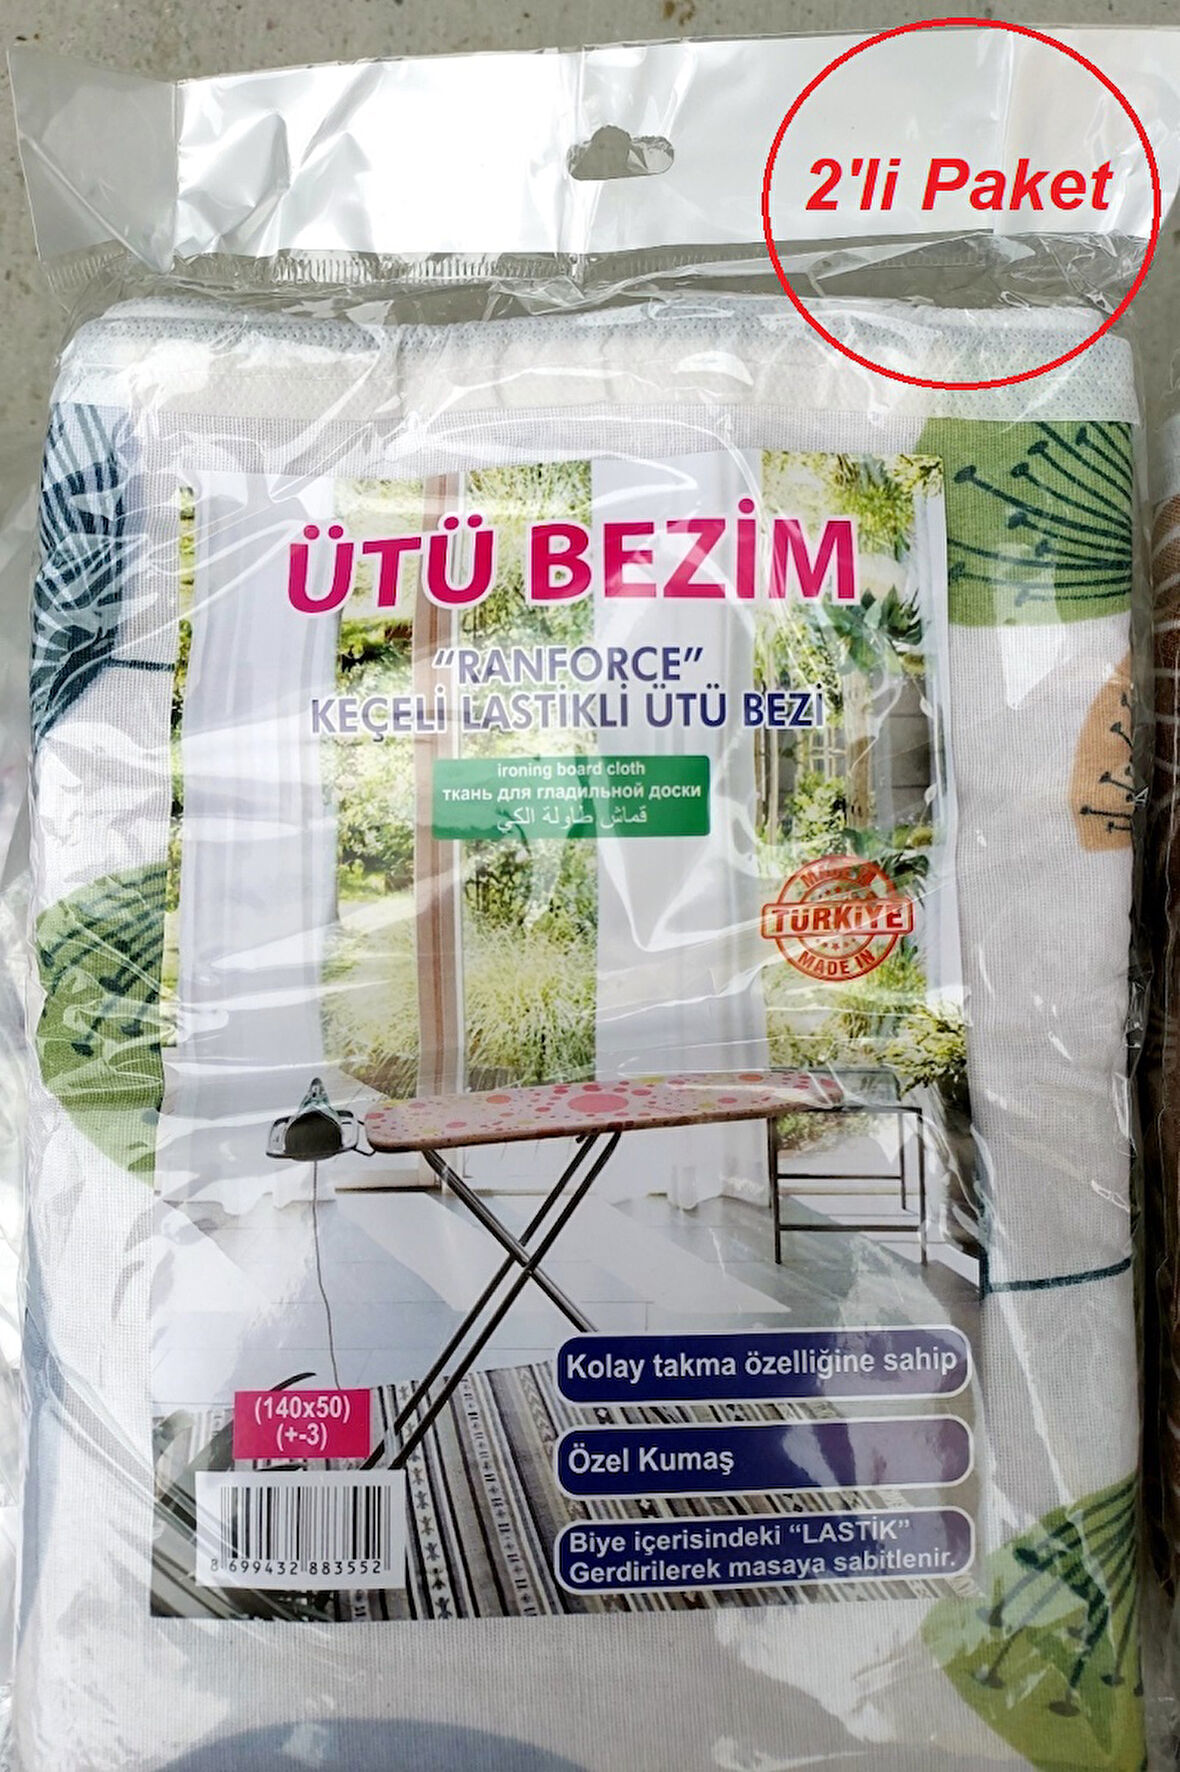 2'li Paket
ÜTÜ BEZİM
“RANFORCE”
KEÇELİ LASTİKLİ ÜTÜ BEZİ
ironing board cloth
ткань для гладильной доски
قماش طاولة الكي
MADE IN
TÜRKİYE
MADE IN
Kolay takma özelliğine sahip
(140x50)
(+-3)
Özel Kumaş
Biye içerisindeki “LASTİK”
Gerdirilerek masaya sabitlenir.
8 699432 883552